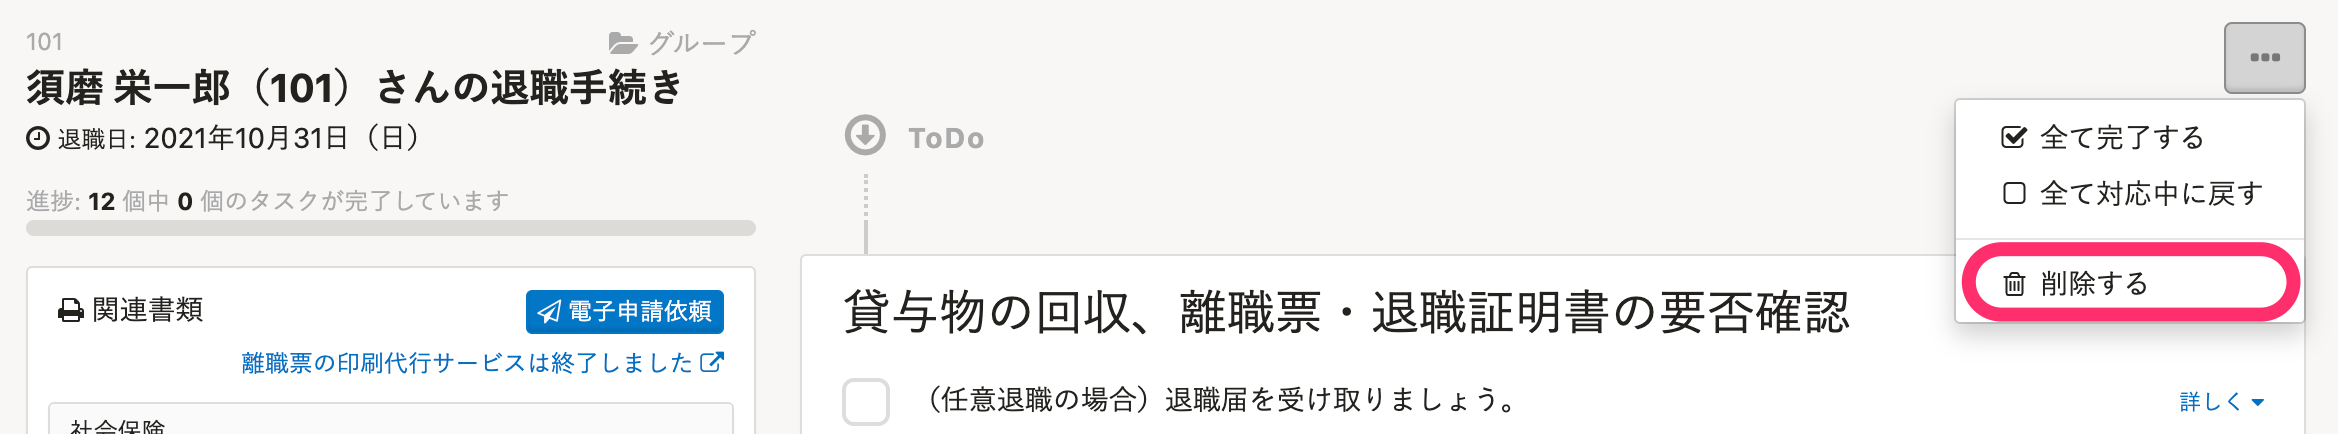 101
グループ
須磨 栄一郎（101）さんの退職手続き
退職日: 2021年10月31日（日）
進捗: 12 個中 0 個のタスクが完了しています
関連書類
電子申請依頼
離職票の印刷代行サービスは終了しました
社会保険
ToDo
貸与物の回収、離職票・退職証明書の要否確認
（任意退職の場合）退職届を受け取りましょう。
詳しく
全て完了する
全て対応中に戻す
削除する